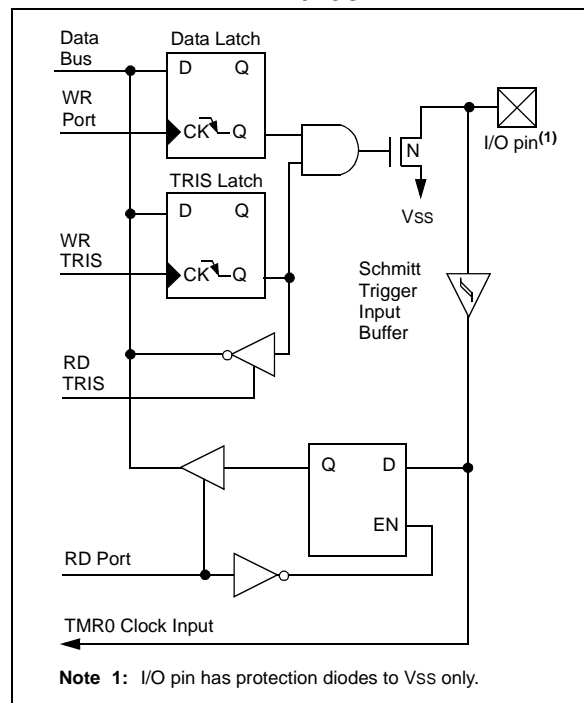 Data
Bus
Data Latch
D Q
WR
Port
CK Q
N
I/O pin(1)
VSS
TRIS Latch
D Q
WR
TRIS
CK Q
Schmitt
Trigger
Input
Buffer
RD
TRIS
Q D
EN
RD Port
TMR0 Clock Input
Note 1: I/O pin has protection diodes to VSS only.